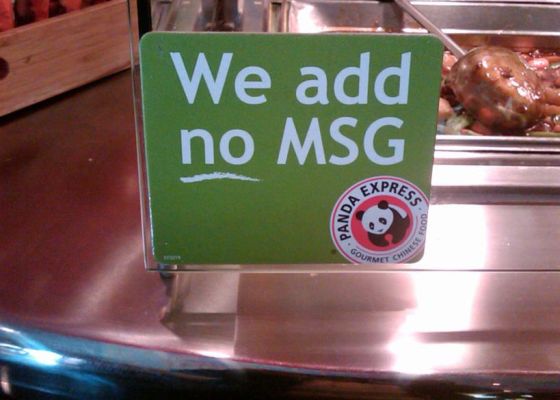 We add
no MSG
PANDA EXPRESS
GOURMET CHINESE FOOD